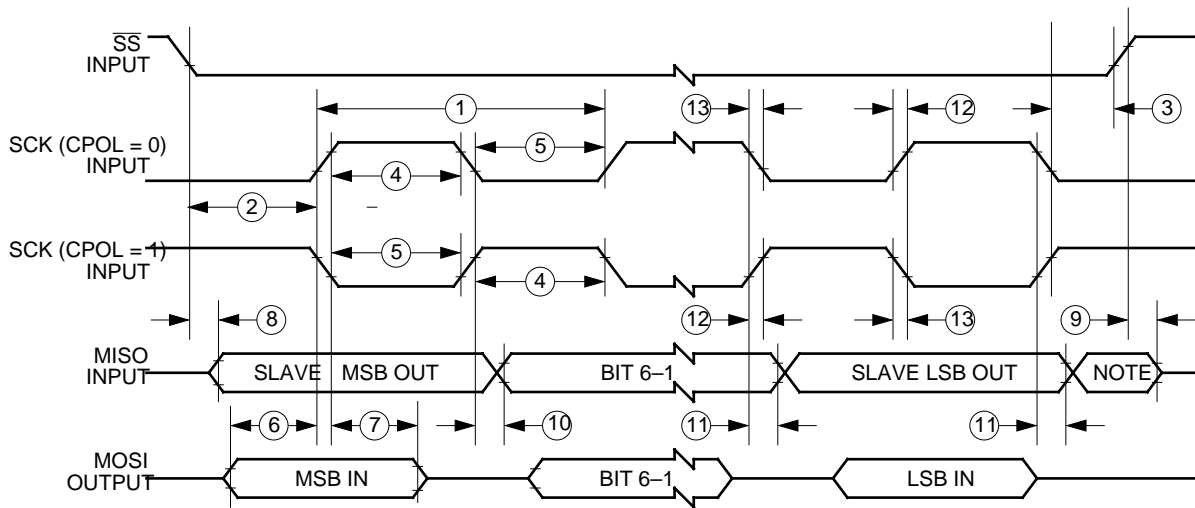 SS
INPUT
1
13
12
3
SCK (CPOL = 0)
INPUT
5
4
2
SCK (CPOL = 1)
INPUT
5
4
8
12
13
9
MISO
INPUT
SLAVE MSB OUT
BIT 6–1
SLAVE LSB OUT
NOTE
6
7
10
11
11
MOSI
OUTPUT
MSB IN
BIT 6–1
LSB IN